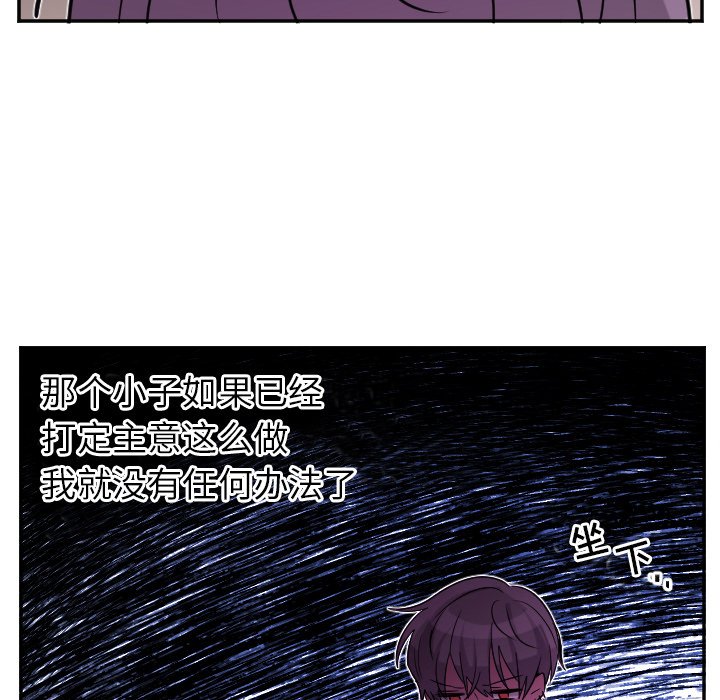 那个小子如果已经
打定主意这么做
我就没有任何办法了
坐下…